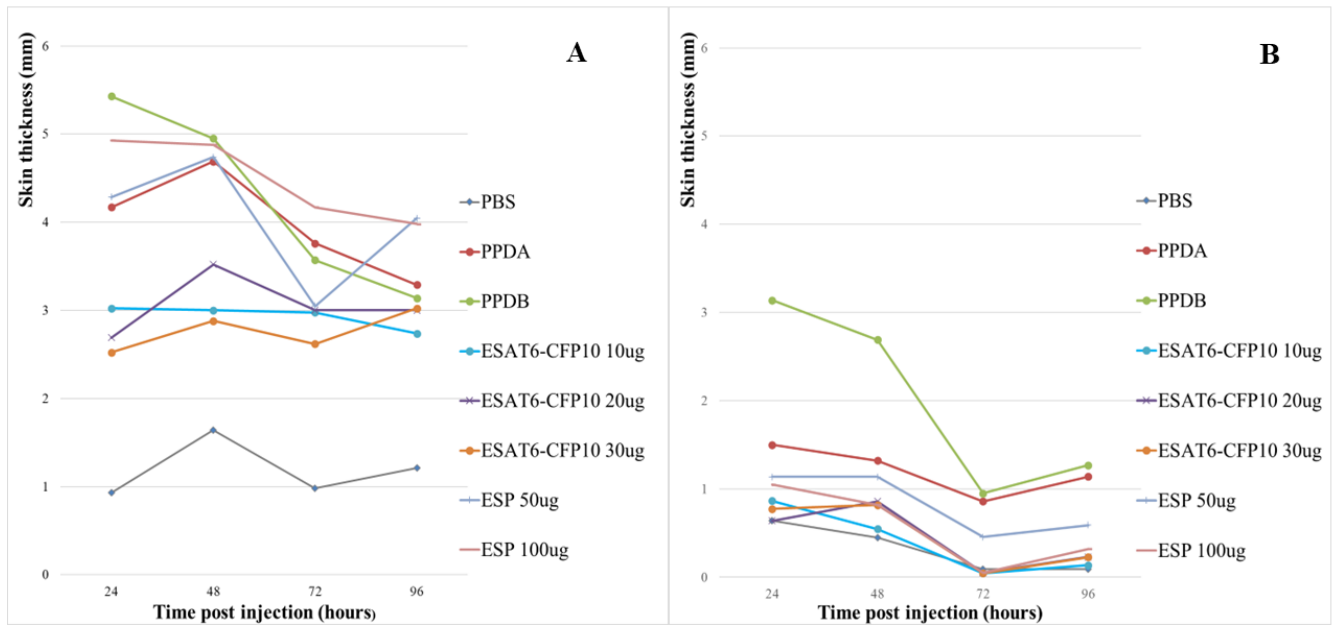 A
Skin thickness (mm)
6
5
4
3
2
1
0
24
48
72
96
Time post injection (hours)
PBS
PPDA
PPDB
ESAT6-CFP10 10ug
ESAT6-CFP10 20ug
ESAT6-CFP10 30ug
ESP 50ug
ESP 100ug
B
Skin thickness (mm)
6
5
4
3
2
1
0
24
48
72
96
Time post injection (hours)
PBS
PPDA
PPDB
ESAT6-CFP10 10ug
ESAT6-CFP10 20ug
ESAT6-CFP10 30ug
ESP 50ug
ESP 100ug